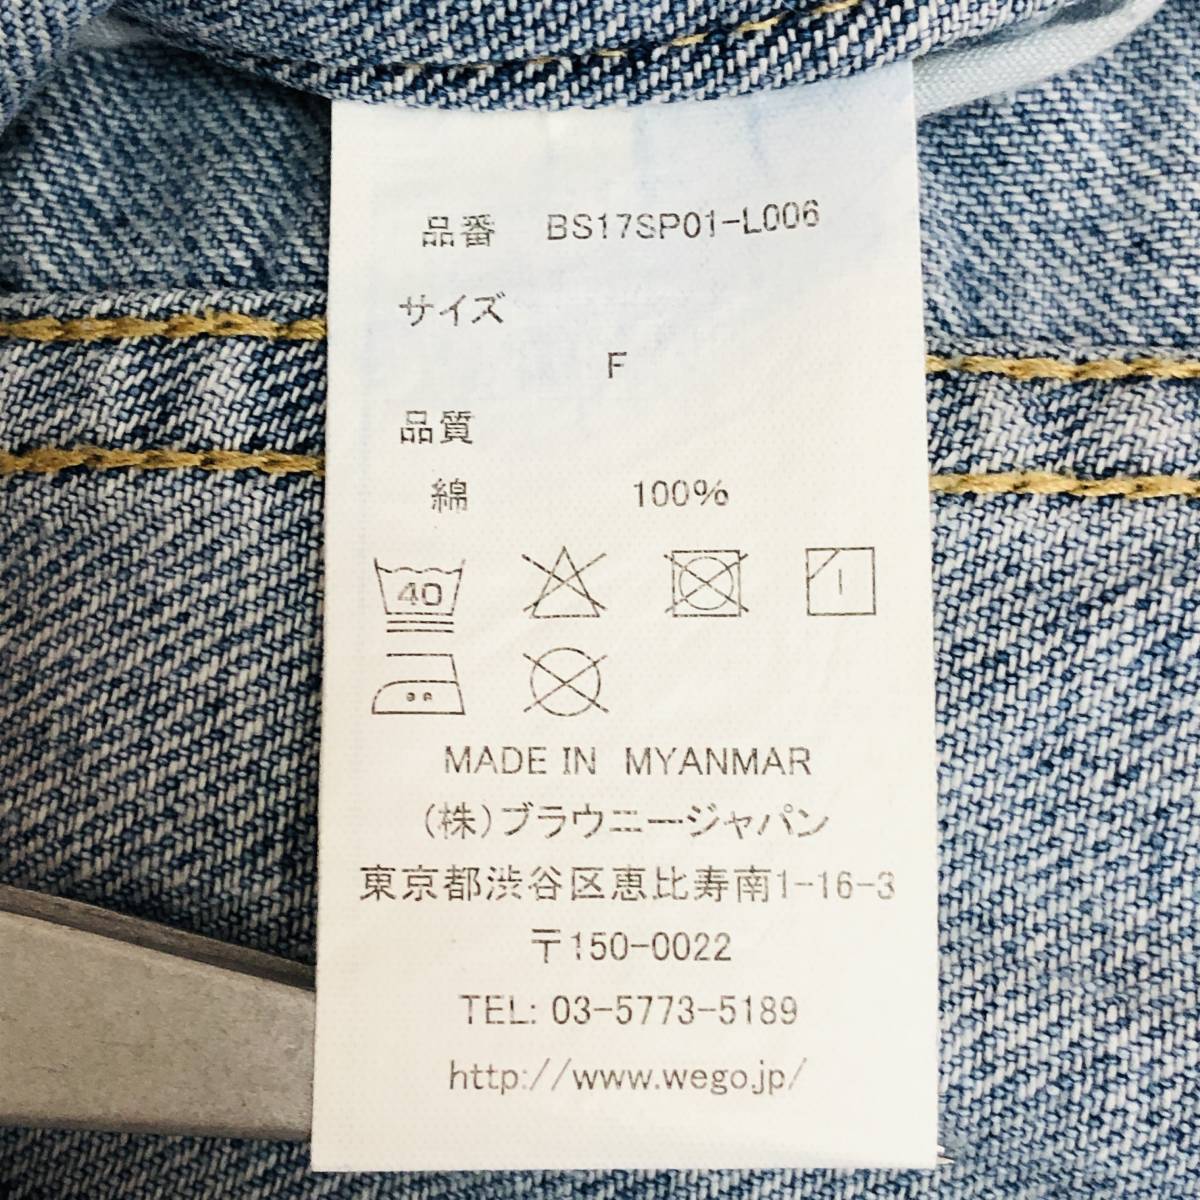 品番 BS17SP01-L006
サイズ
F
品質
綿 100%
40
MADE IN MYANMAR
(株)ブラウニージャパン
東京都渋谷区恵比寿南1-16-3
〒150-0022
TEL: 03-5773-5189
http://www.wego.jp/